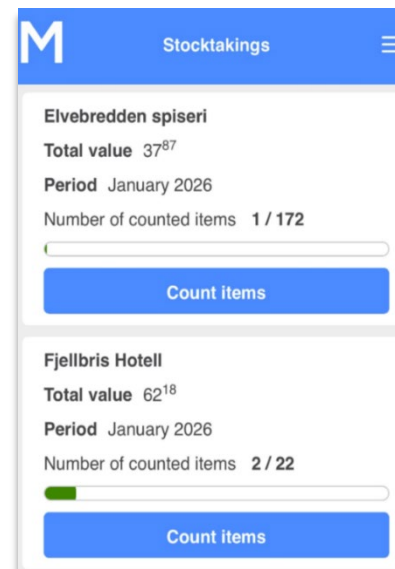 M
Stocktakings
Elvebredden spiseri
Total value 37⁸⁷
Period January 2026
Number of counted items 1 / 172
Count items
Fjellbris Hotell
Total value 62¹⁸
Period January 2026
Number of counted items 2 / 22
Count items